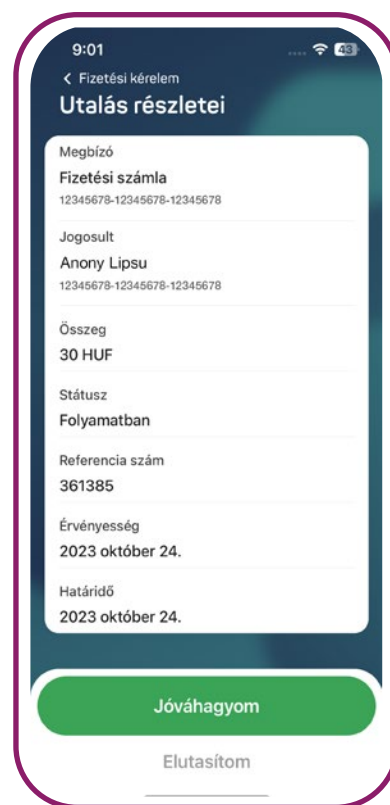 9:01
43
Fizetési kérelem
Utalás részletei
Megbízó
Fizetési számla
12345678-12345678-12345678
Jogosult
Anony Lipsu
12345678-12345678-12345678
Összeg
30 HUF
Státusz
Folyamatban
Referencia szám
361385
Érvényesség
2023 október 24.
Határidő
2023 október 24.
Jóváhagyom
Elutasítom